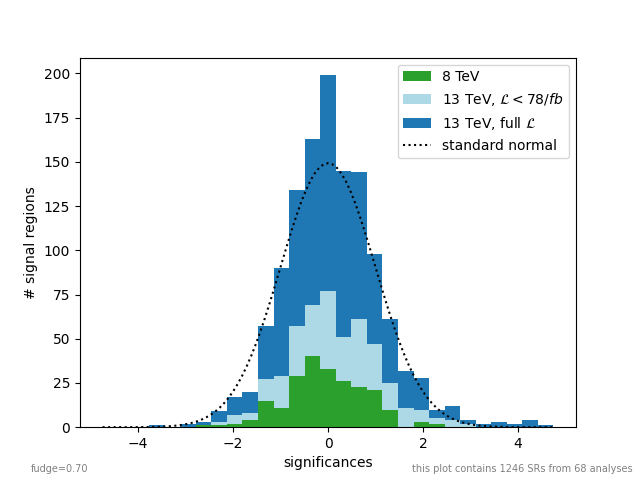 8 TeV
13 TeV, ℒ < 78/fb
13 TeV, full ℒ
standard normal
200
175
150
125
100
75
50
25
0
# signal regions
−4 −2 0 2 4
significances
fudge=0.70
this plot contains 1246 SRs from 68 analyses